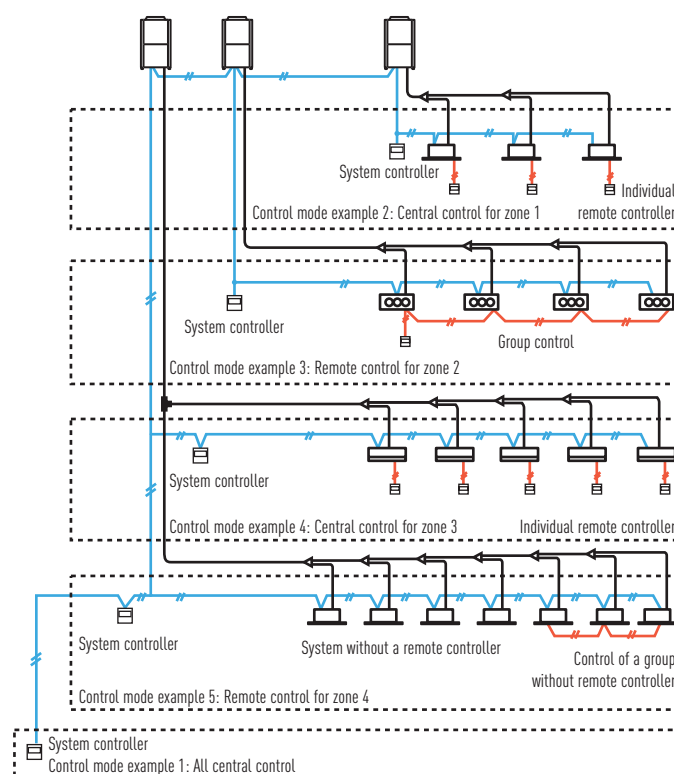 System controller
Individual
remote controller
Control mode example 2: Central control for zone 1
System controller
Group control
Control mode example 3: Remote control for zone 2
System controller
Control mode example 4: Central control for zone 3
Individual remote controller
System controller
System without a remote controller
Control of a group
without remote controller
Control mode example 5: Remote control for zone 4
System controller
Control mode example 1: All central control